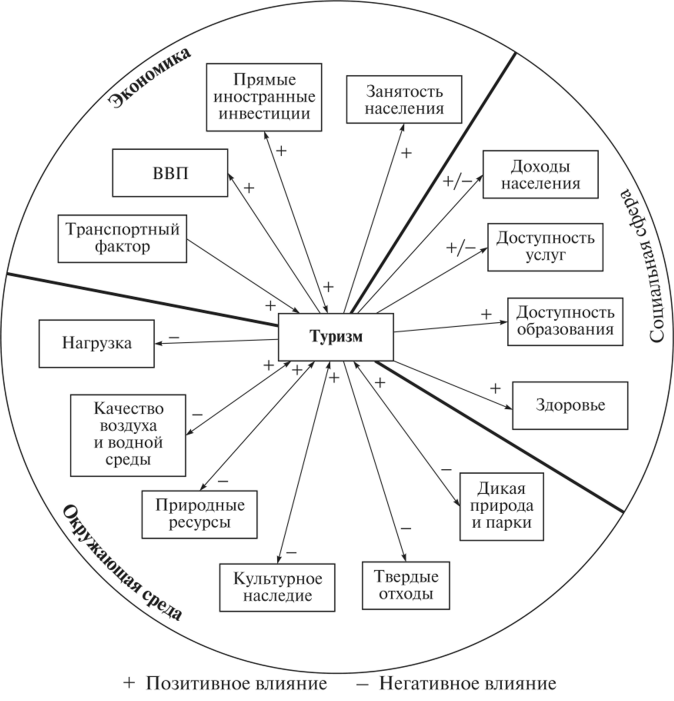 Экономика
Прямые
иностранные
инвестиции
Занятость
населения
+
+
ВВП
+
+/–
Доходы
населения
Социальная сфера
Транспортный
фактор
+/–
Доступность
услуг
+
+
Нагрузка
–
Туризм
+
Доступность
образования
+
+
+
+
+
Здоровье
Качество
воздуха
и водной
среды
–
Природные
ресурсы
–
–
Дикая
природа
и парки
–
–
Культурное
наследие
Твердые
отходы
Окружающая среда
+ Позитивное влияние – Негативное влияние